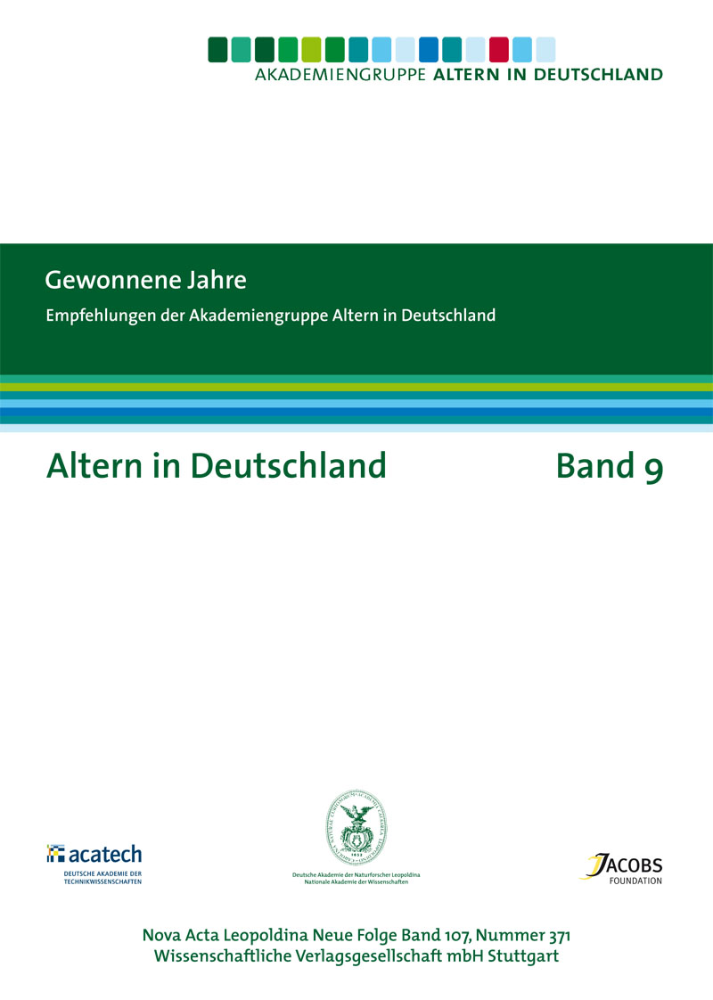 AKADEMIENGRUPPE ALTERN IN DEUTSCHLAND
Gewonnene Jahre
Empfehlungen der Akademiengruppe Altern in Deutschland
Altern in Deutschland Band 9
acatech
DEUTSCHE AKADEMIE DER
TECHNIKWISSENSCHAFTEN
1652
Deutsche Akademie der Naturforscher Leopoldina
Nationale Akademie der Wissenschaften
JACOBS
FOUNDATION
Nova Acta Leopoldina Neue Folge Band 107, Nummer 371
Wissenschaftliche Verlagsgesellschaft mbH Stuttgart